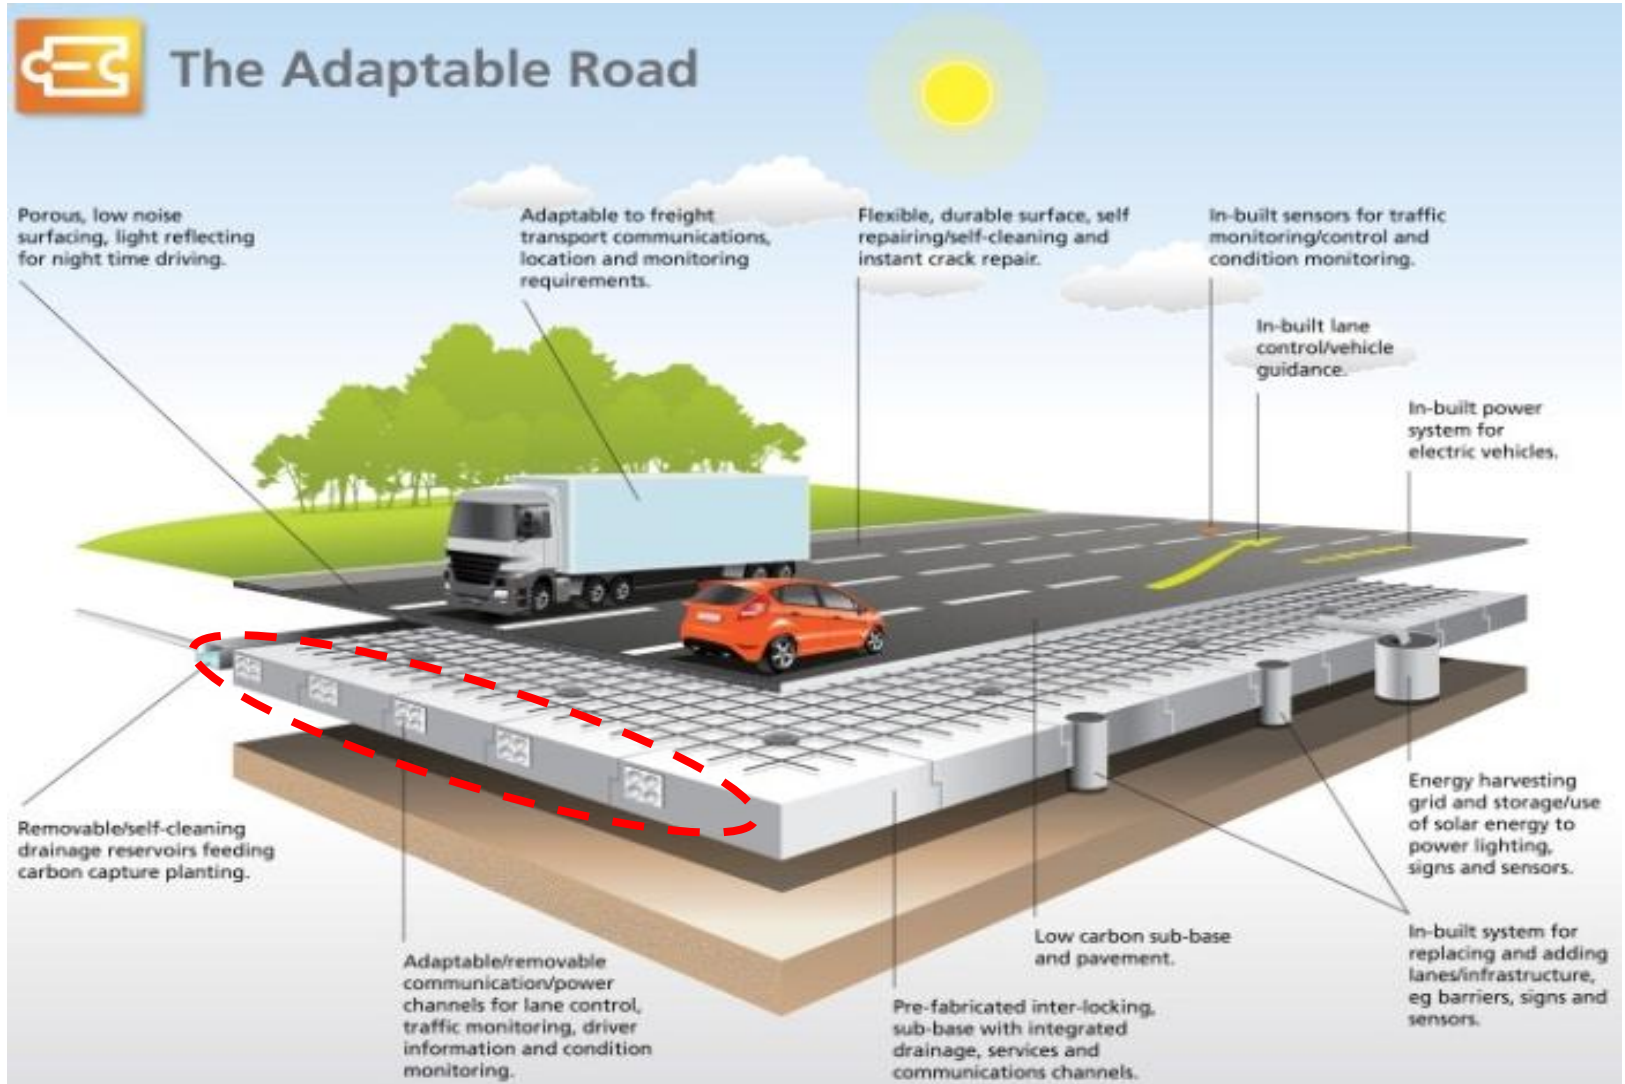 The Adaptable Road
Porous, low noise
surfacing, light reflecting
for night time driving.
Adaptable to freight
transport communications,
location and monitoring
requirements.
Flexible, durable surface, self
repairing/self-cleaning and
instant crack repair.
In-built sensors for traffic
monitoring/control and
condition monitoring.
In-built lane
control/vehicle
guidance.
In-built power
system for
electric vehicles.
Removable/self-cleaning
drainage reservoirs feeding
carbon capture planting.
Adaptable/removable
communication/power
channels for lane control,
traffic monitoring, driver
information and condition
monitoring.
Pre-fabricated inter-locking,
sub-base with integrated
drainage, services and
communications channels.
Low carbon sub-base
and pavement.
Energy harvesting
grid and storage/use
of solar energy to
power lighting,
signs and sensors.
In-built system for
replacing and adding
lanes/infrastructure,
eg barriers, signs and
sensors.